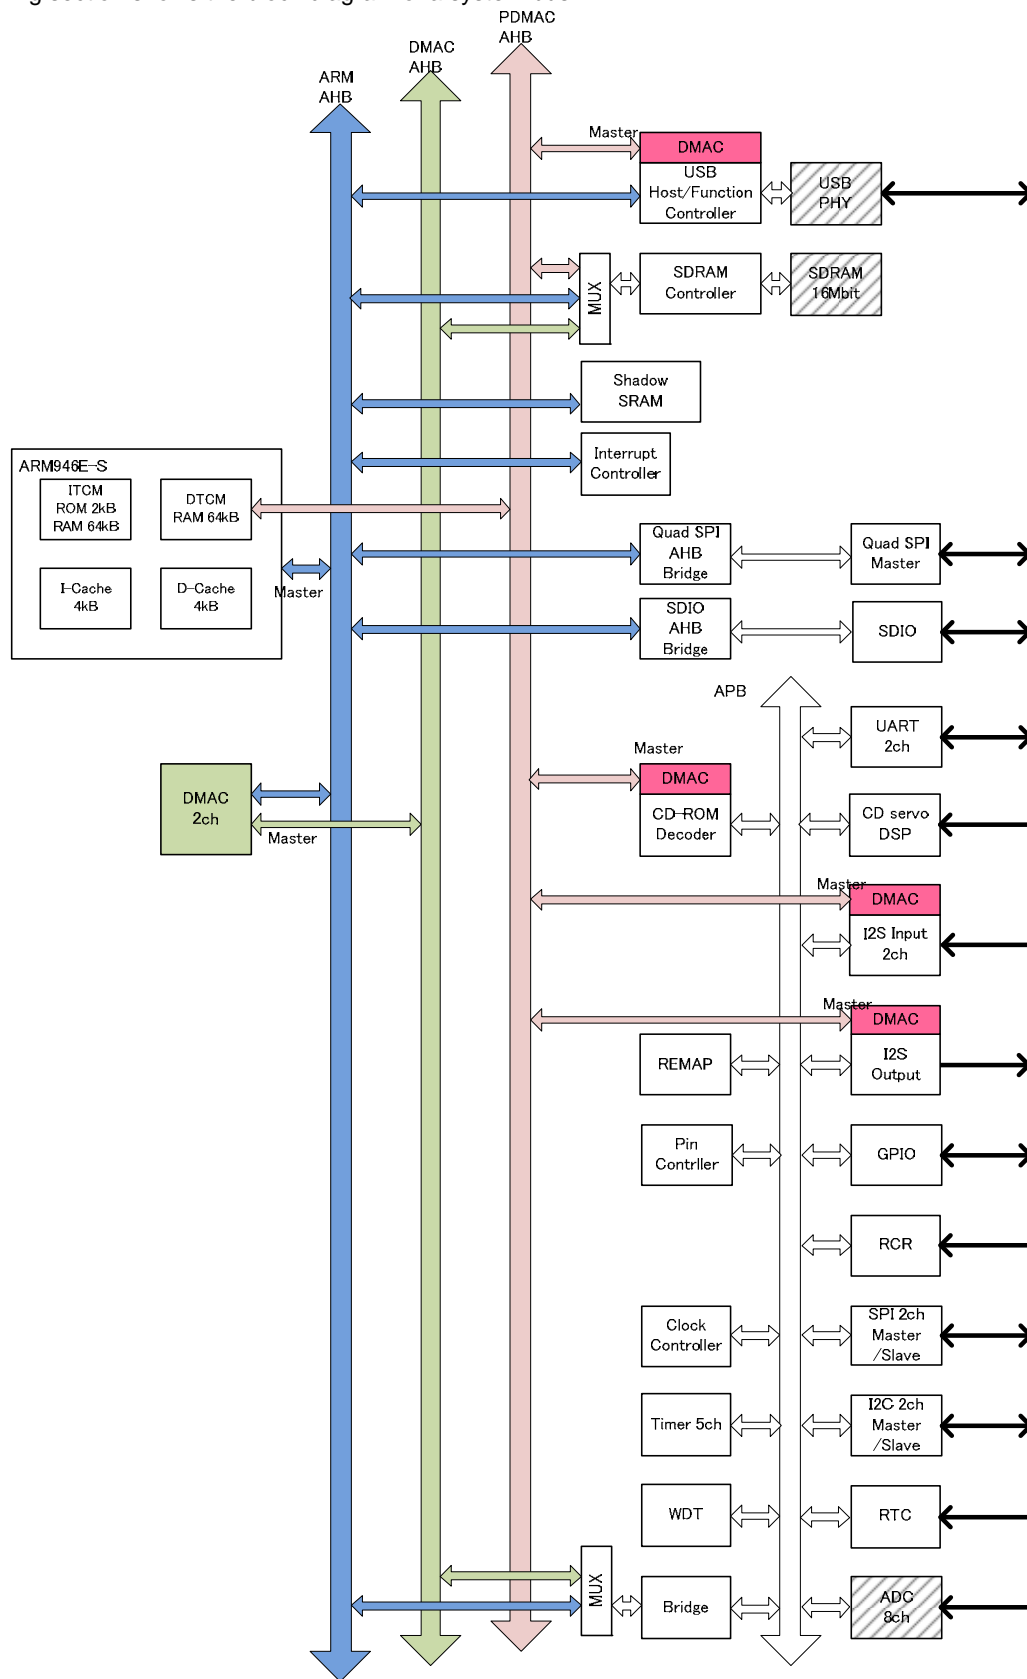 PDMAC
AHB
DMAC
AHB
ARM
AHB
Master
DMAC
USB
Host/Function
Controller
USB
PHY
MUX
SDRAM
Controller
SDRAM
16Mbit
Shadow
SRAM
Interrupt
Controller
ARM946E-S
ITCM
ROM 2kB
RAM 64kB
DTCM
RAM 64kB
I-Cache
4kB
D-Cache
4kB
Master
Quad SPI
AHB
Bridge
Quad SPI
Master
SDIO
AHB
Bridge
SDIO
APB
UART
2ch
Master
DMAC
CD-ROM
Decoder
CD servo
DSP
DMAC
2ch
Master
Master
DMAC
I2S Input
2ch
Master
DMAC
I2S
Output
REMAP
Pin
Contrller
GPIO
RCR
Clock
Controller
SPI 2ch
Master
/Slave
Timer 5ch
I2C 2ch
Master
/Slave
WDT
RTC
MUX
Bridge
ADC
8ch